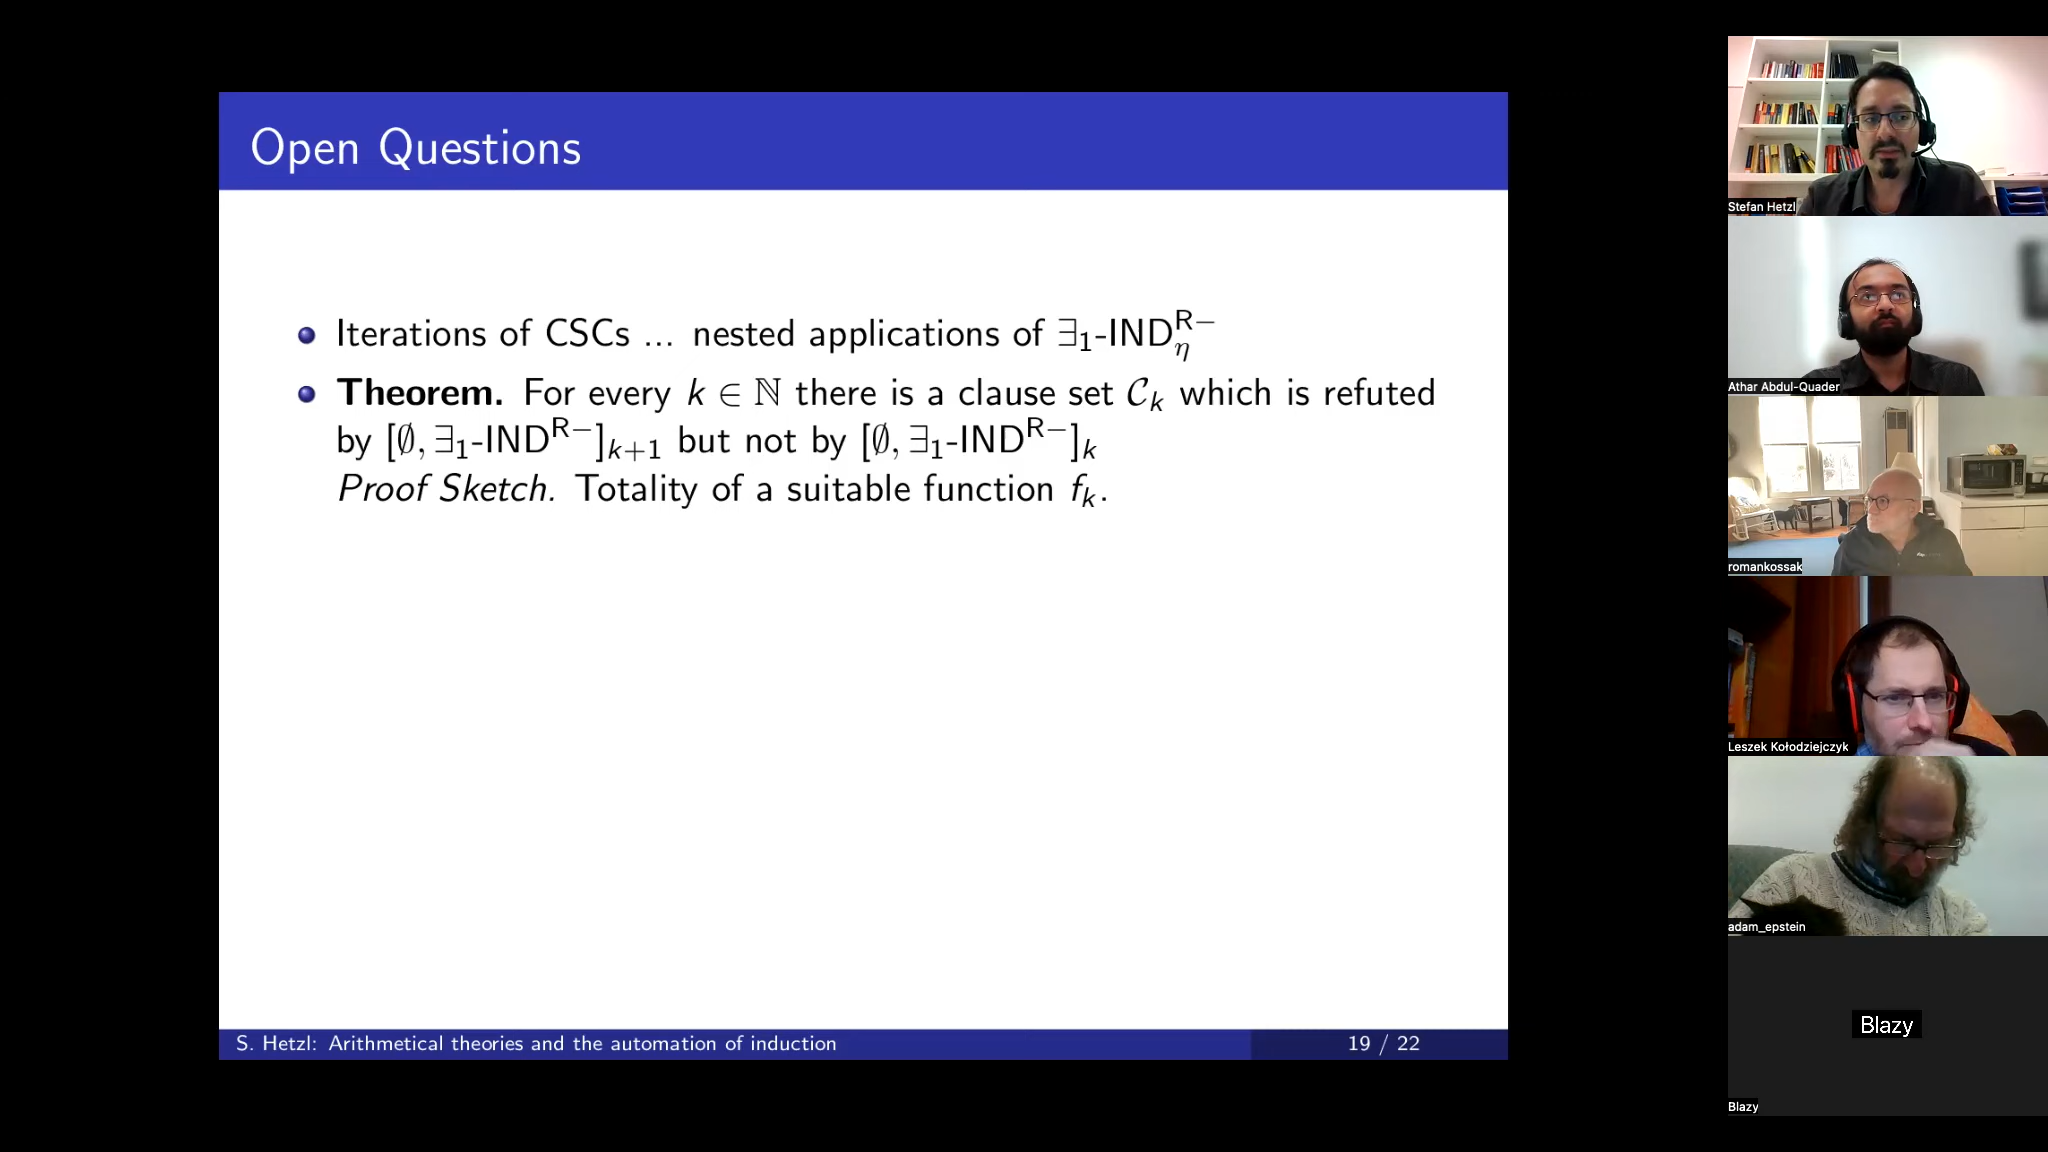 Open Questions
Iterations of CSCs ... nested applications of ∃₁-IND^{R−}_η
Theorem. For every k ∈ ℕ there is a clause set 𝒞ₖ which is refuted
by [∅, ∃₁-IND^{R−}]_{k+1} but not by [∅, ∃₁-IND^{R−}]_k
Proof Sketch. Totality of a suitable function fₖ.
S. Hetzl: Arithmetical theories and the automation of induction
19 / 22
Stefan Hetzl
Athar Abdul-Quader
romankossak
Leszek Kołodziejczyk
adam_epstein
Blazy
Blazy